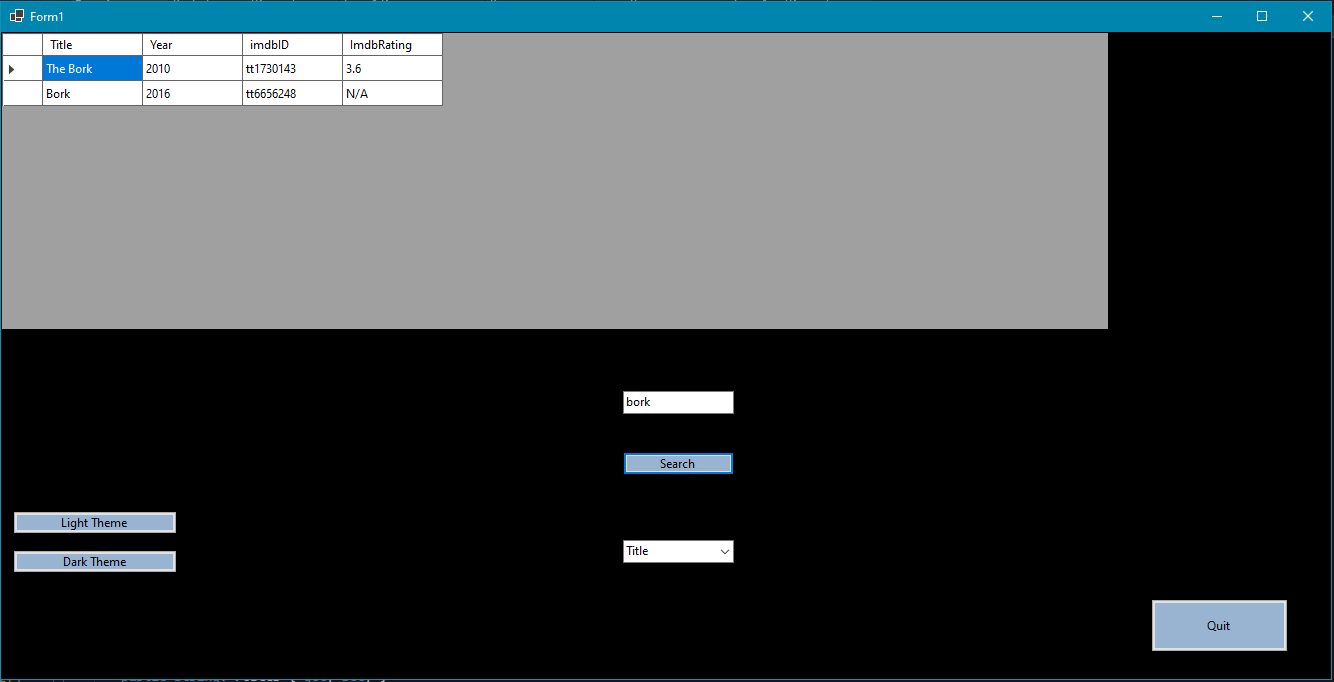 Form1
Title Year imdbID ImdbRating
The Bork 2010 tt1730143 3.6
Bork 2016 tt6656248 N/A
bork
Search
Light Theme
Title
Dark Theme
Quit